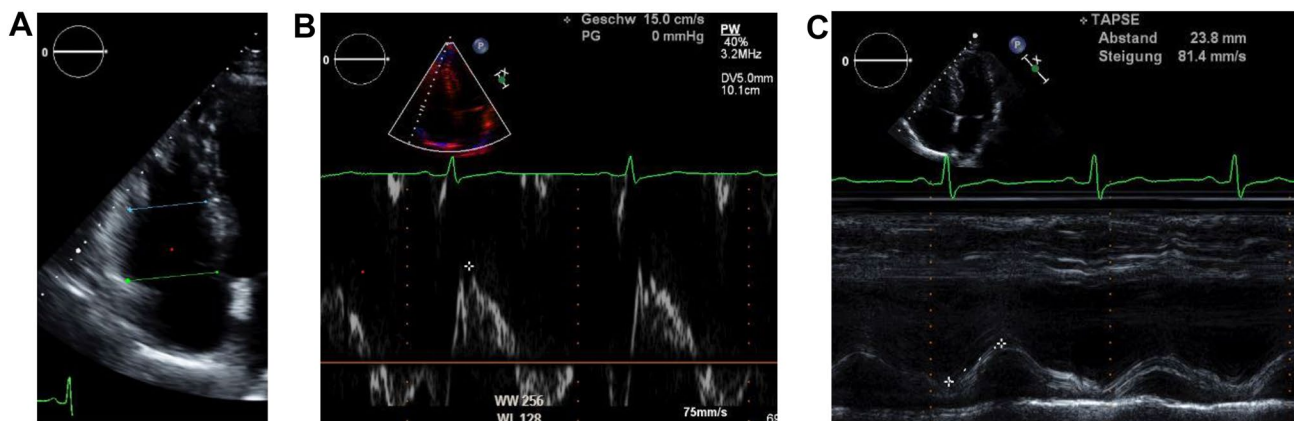 A
0
B
Geschw 15.0 cm/s
PG 0 mmHg
PW
40%
3.2MHz
DV5.0mm
10.1cm
P
X
0
WW 256
WL 128
75mm/s
69
C
TAPSE
Abstand 23.8 mm
Steigung 81.4 mm/s
P
X
0